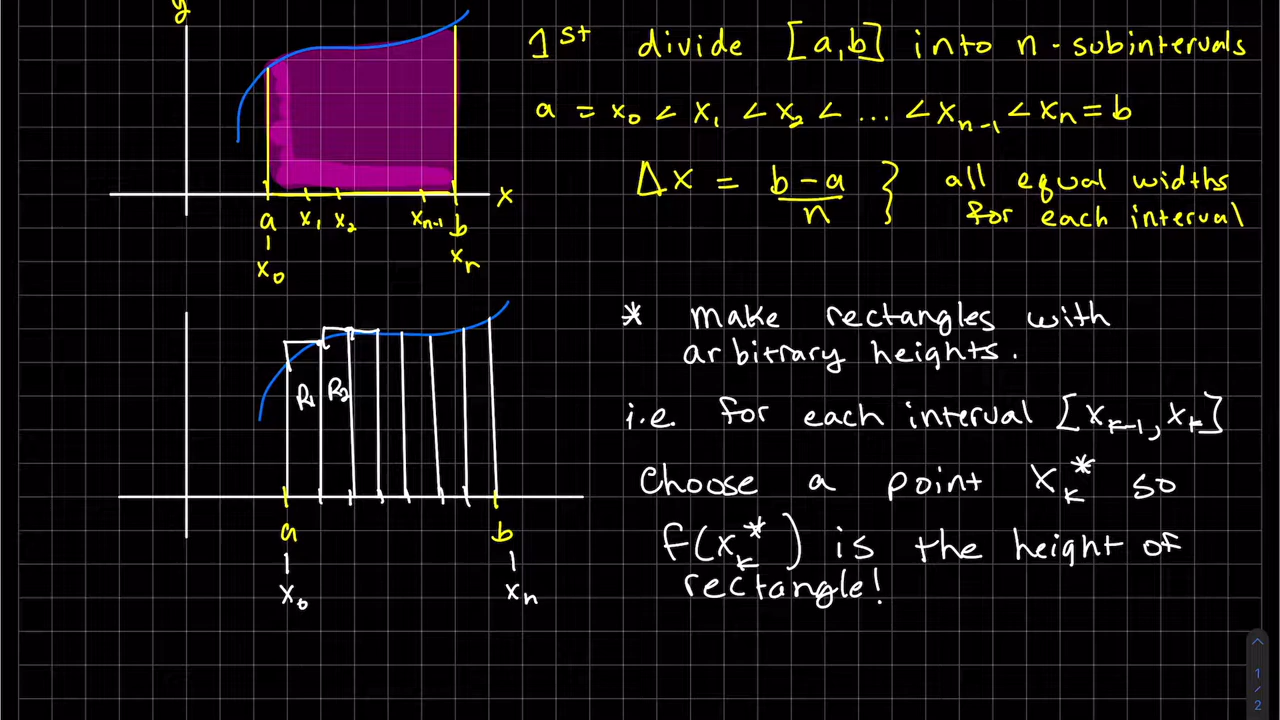 y
1st divide [a,b] into n-subintervals
a = x₀ < x₁ < x₂ < ... < xₙ₋₁ < xₙ = b
Δx = b-a/n } all equal widths
for each interval
x
a x₁ x₂ xₙ₋₁ b
x₀ xₙ
* make rectangles with
arbitrary heights.
R₁ R₂
i.e. for each interval [xₖ₋₁, xₖ]
Choose a point xₖ* so
f(xₖ*) is the height of
rectangle!
a b
x₀ xₙ
1
/
2